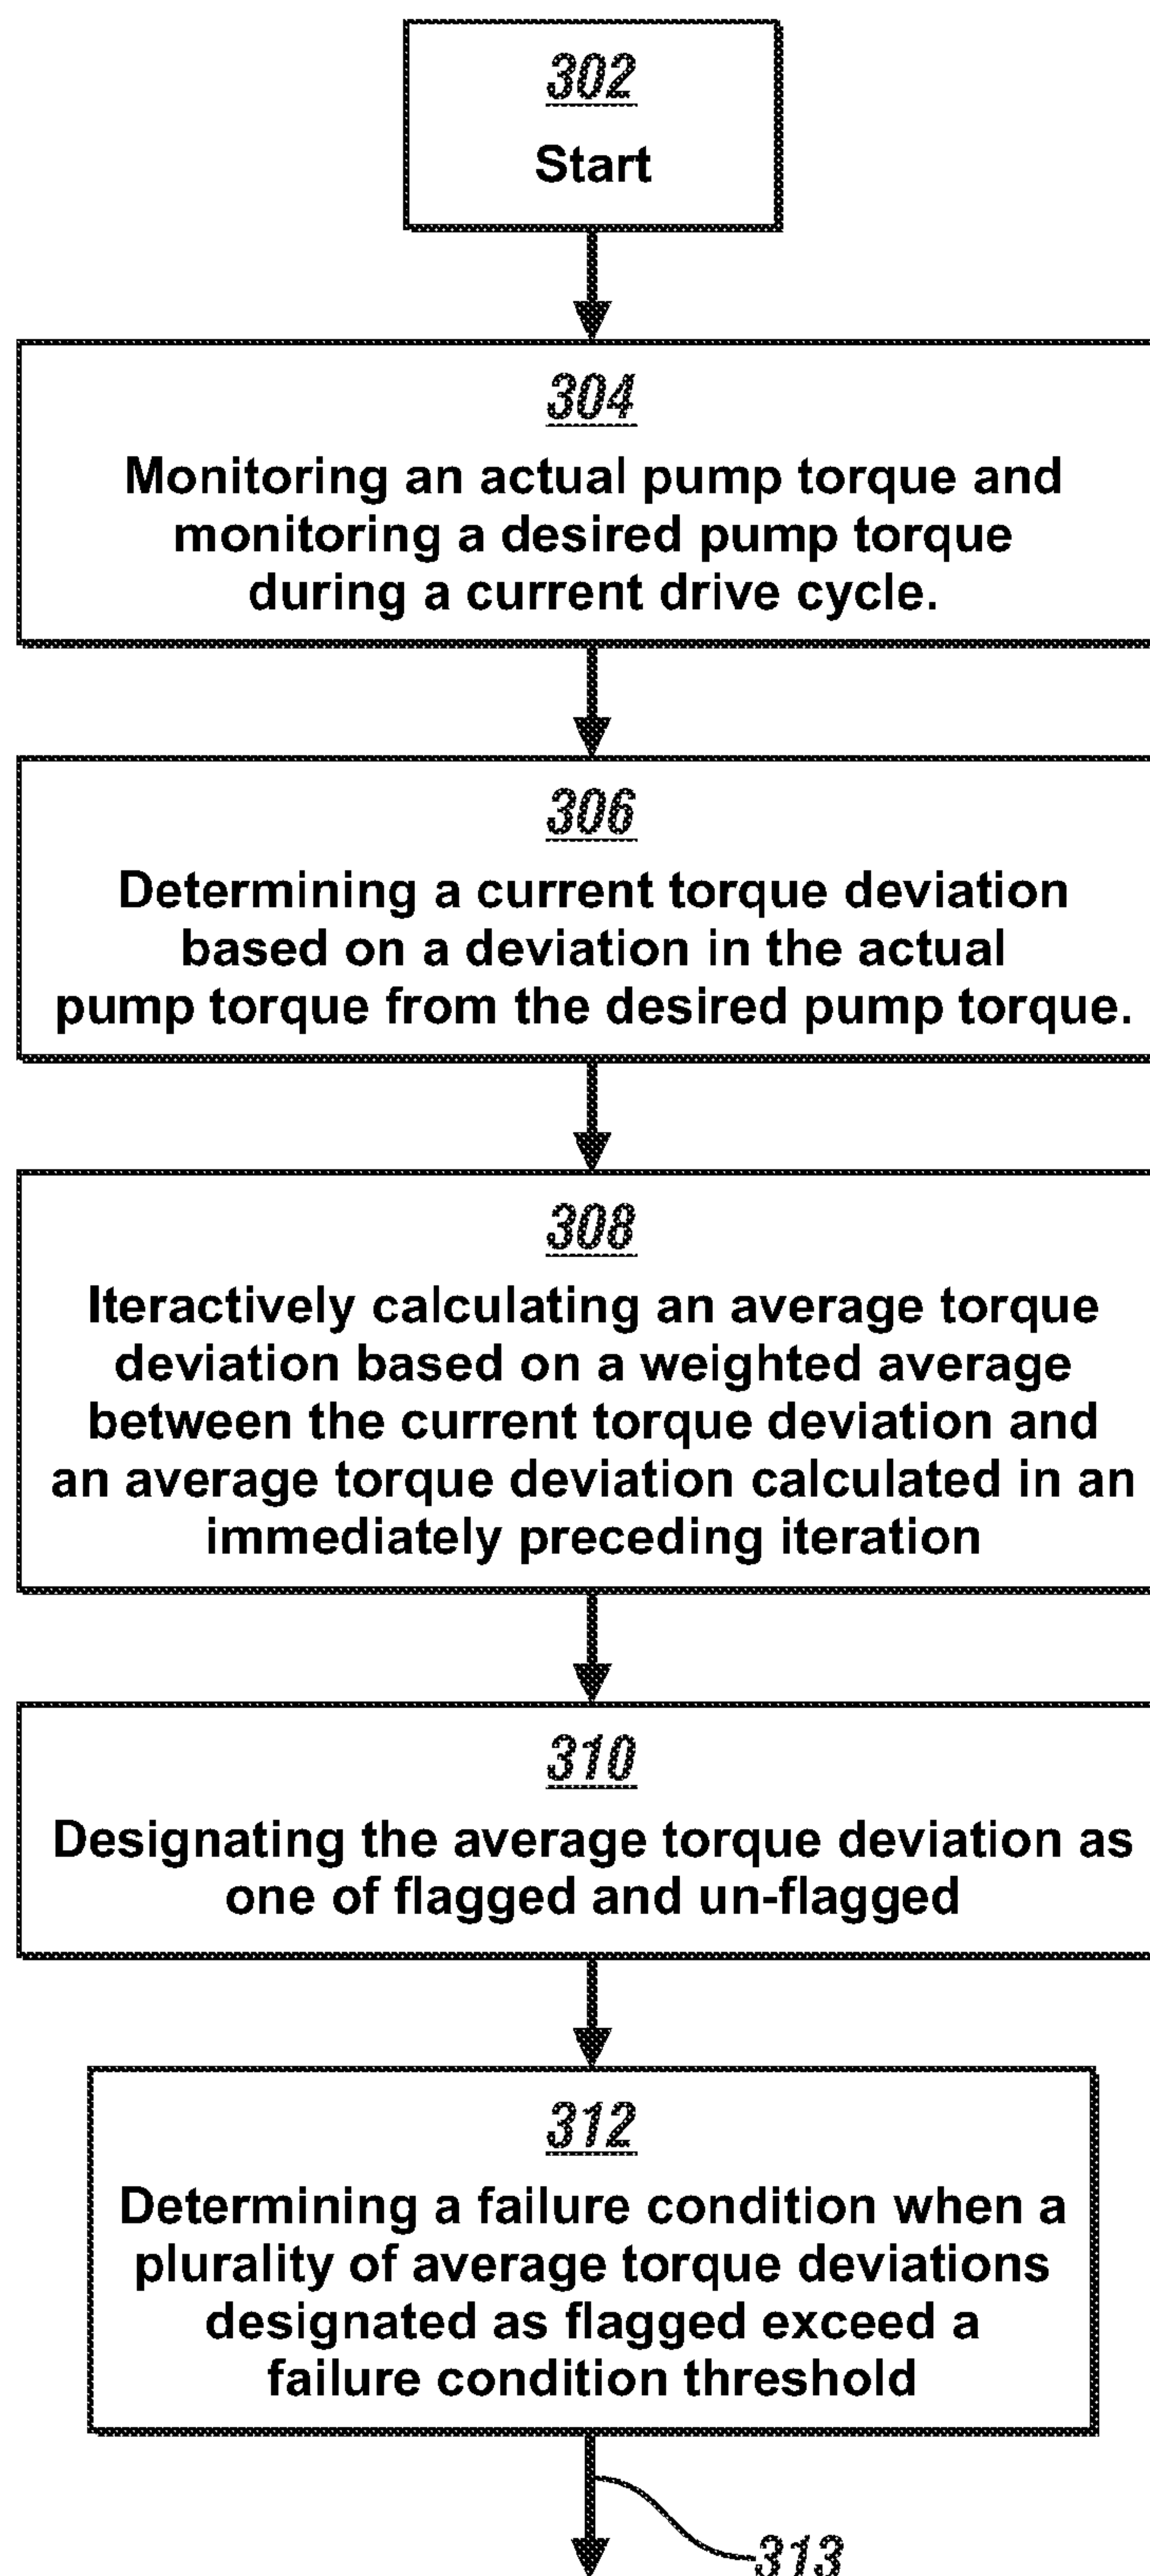 302
Start
304
Monitoring an actual pump torque and
monitoring a desired pump torque
during a current drive cycle.
306
Determining a current torque deviation
based on a deviation in the actual
pump torque from the desired pump torque.
308
Iteractively calculating an average torque
deviation based on a weighted average
between the current torque deviation and
an average torque deviation calculated in an
immediately preceding iteration
310
Designating the average torque deviation as
one of flagged and un-flagged
312
Determining a failure condition when a
plurality of average torque deviations
designated as flagged exceed a
failure condition threshold
313